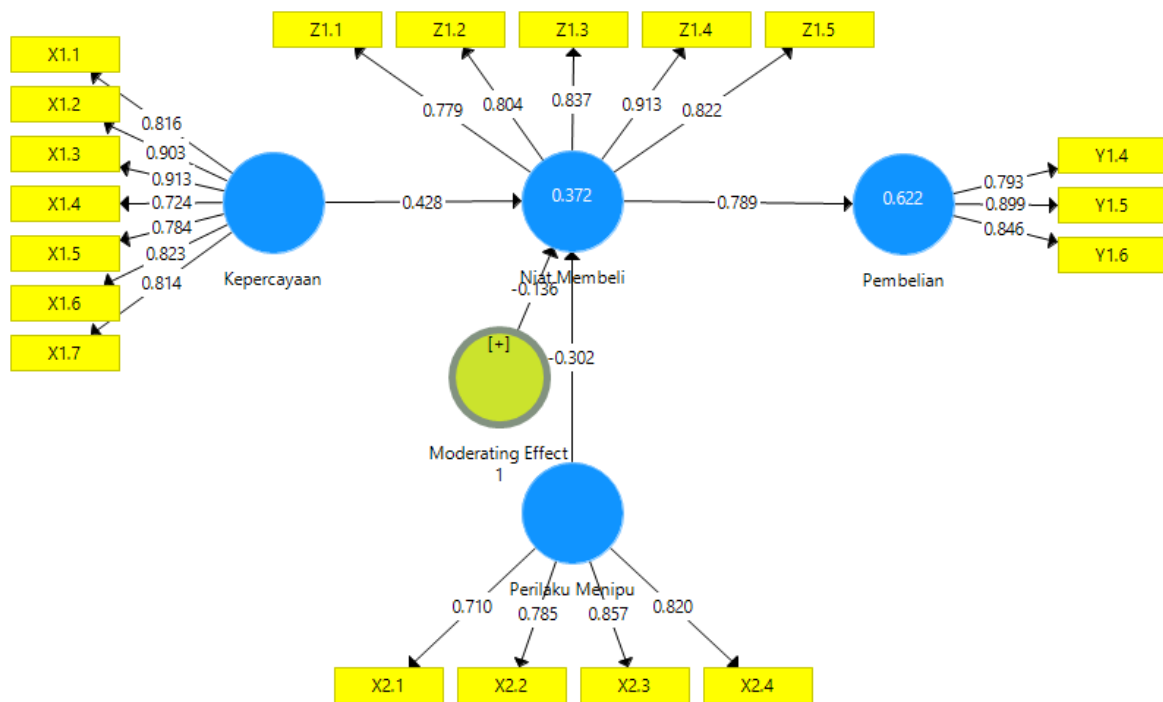 Z1.1
Z1.2
Z1.3
Z1.4
Z1.5
X1.1
X1.2
X1.3
X1.4
X1.5
X1.6
X1.7
0.816
0.903
0.913
0.724
0.784
0.823
0.814
0.779
0.804
0.837
0.913
0.822
Kepercayaan
0.428
0.372
Niat Membeli
0.789
0.622
Pembelian
0.793
0.899
0.846
Y1.4
Y1.5
Y1.6
-0.136
[+]
Moderating Effect
1
-0.302
Perilaku Menipu
0.710
0.785
0.857
0.820
X2.1
X2.2
X2.3
X2.4